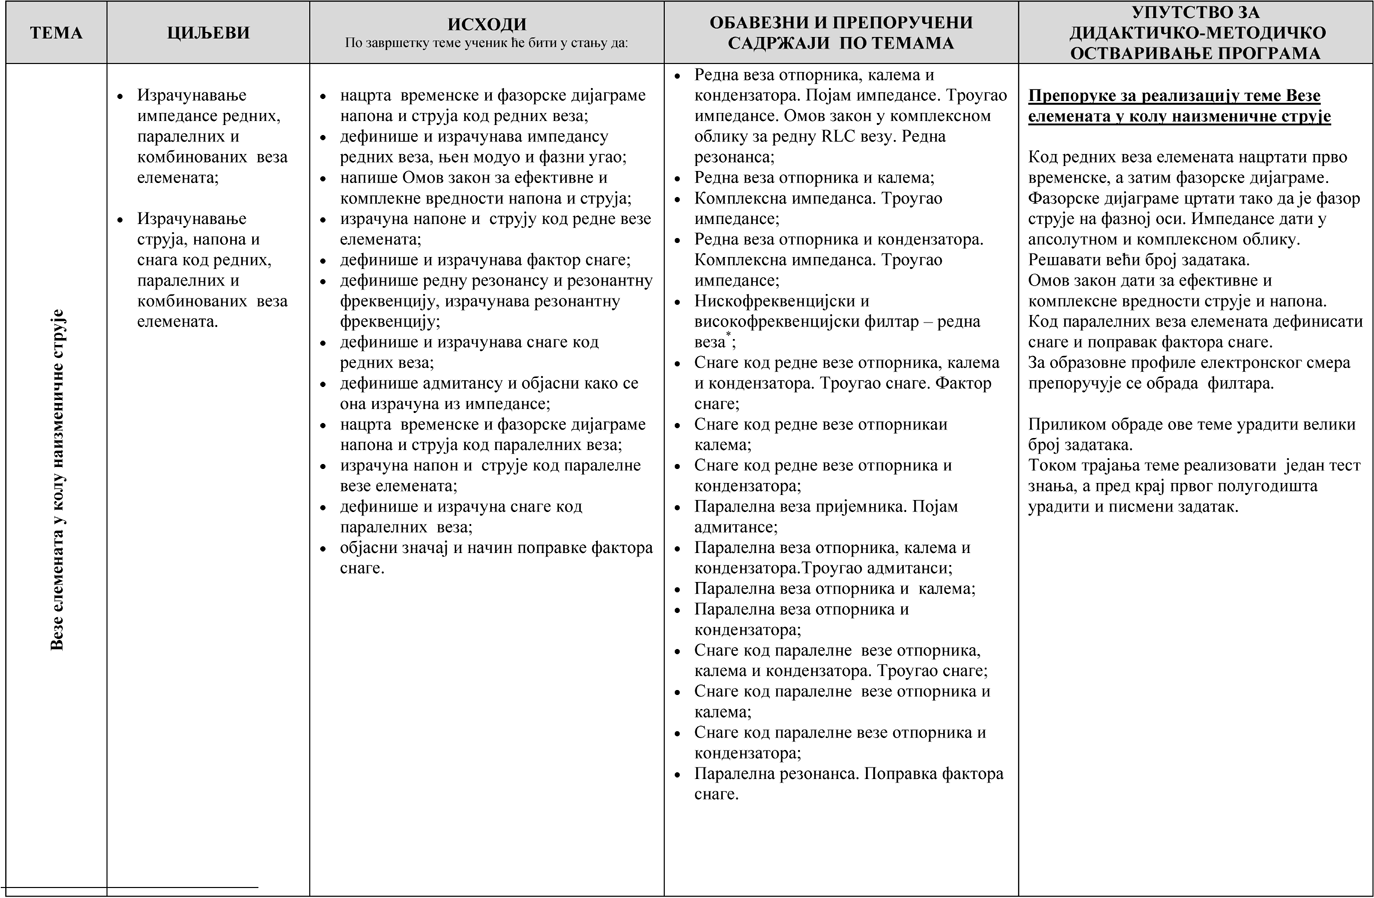 ТЕМА
ЦИЉЕВИ
ИСХОДИ
По завршетку теме ученик ће бити у стању да:
ОБАВЕЗНИ И ПРЕПОРУЧЕНИ
САДРЖАЈИ ПО ТЕМАМА
УПУТСТВО ЗА
ДИДАКТИЧКО-МЕТОДИЧКО
ОСТВАРИВАЊЕ ПРОГРАМА
Везе елемената у колу наизменичне струје
• Израчунавање
импедансе редних,
паралелних и
комбинованих веза
елемената;
• Израчунавање
струја, напона и
снага код редних,
паралелних и
комбинованих веза
елемената.
• нацрта временске и фазорске дијаграме
напона и струја код редних веза;
• дефинише и израчунава импедансу
редних веза, њен модуо и фазни угао;
• напише Омов закон за ефективне и
комплекне вредности напона и струја;
• израчуна напоне и струју код редне везе
елемената;
• дефинише и израчунава фактор снаге;
• дефинише редну резонансу и резонантну
фреквенцију, израчунава резонантну
фреквенцију;
• дефинише и израчунава снаге код
редних веза;
• дефинише адмитансу и објасни како се
она израчуна из импедансе;
• нацрта временске и фазорске дијаграме
напона и струја код паралелних веза;
• израчуна напон и струје код паралелне
везе елемената;
• дефинише и израчуна снаге код
паралелних веза;
• објасни значај и начин поправке фактора
снаге.
• Редна веза отпорника, калема и
кондензатора. Појам импедансе. Троугао
импедансе. Омов закон у комплексном
облику за редну RLC везу. Редна
резонанса;
• Редна веза отпорника и калема;
• Комплексна импеданса. Троугао
импедансе;
• Редна веза отпорника и кондензатора.
Комплексна импеданса. Троугао
импедансе;
• Нискофреквенцијски и
високофреквенцијски филтар – редна
веза*;
• Снаге код редне везе отпорника, калема
и кондензатора. Троугао снаге. Фактор
снаге;
• Снаге код редне везе отпорникаи
калема;
• Снаге код редне везе отпорника и
кондензатора;
• Паралелна веза пријемника. Појам
адмитансе;
• Паралелна веза отпорника, калема и
кондензатора.Троугао адмитанси;
• Паралелна веза отпорника и калема;
• Паралелна веза отпорника и
кондензатора;
• Снаге код паралелне везе отпорника,
калема и кондензатора. Троугао снаге;
• Снаге код паралелне везе отпорника и
калема;
• Снаге код паралелне везе отпорника и
кондензатора;
• Паралелна резонанса. Поправка фактора
снаге.
Препоруке за реализацију теме Везе
елемената у колу наизменичне струје
Код редних веза елемената нацртати прво
временске, а затим фазорске дијаграме.
Фазорске дијаграме цртати тако да је фазор
струје на фазној оси. Импедансе дати у
апсолутном и комплексном облику.
Решавати већи број задатака.
Омов закон дати за ефективне и
комплексне вредности струје и напона.
Код паралелних веза елемената дефинисати
снаге и поправак фактора снаге.
За образовне профиле електронског смера
препоручује се обрада филтара.
Приликом обраде ове теме урадити велики
број задатака.
Током трајања теме реализовати један тест
знања, а пред крај првог полугодишта
урадити и писмени задатак.